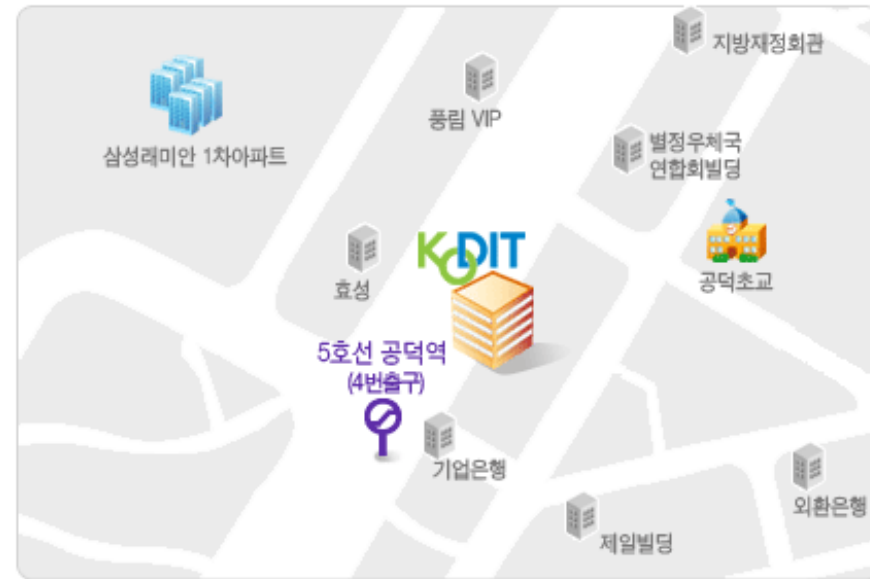 지방재정회관
풍림 VIP
별정우체국
연합회빌딩
삼성래미안 1차아파트
KODIT
공덕초교
효성
5호선 공덕역
(4번출구)
기업은행
외환은행
제일빌딩